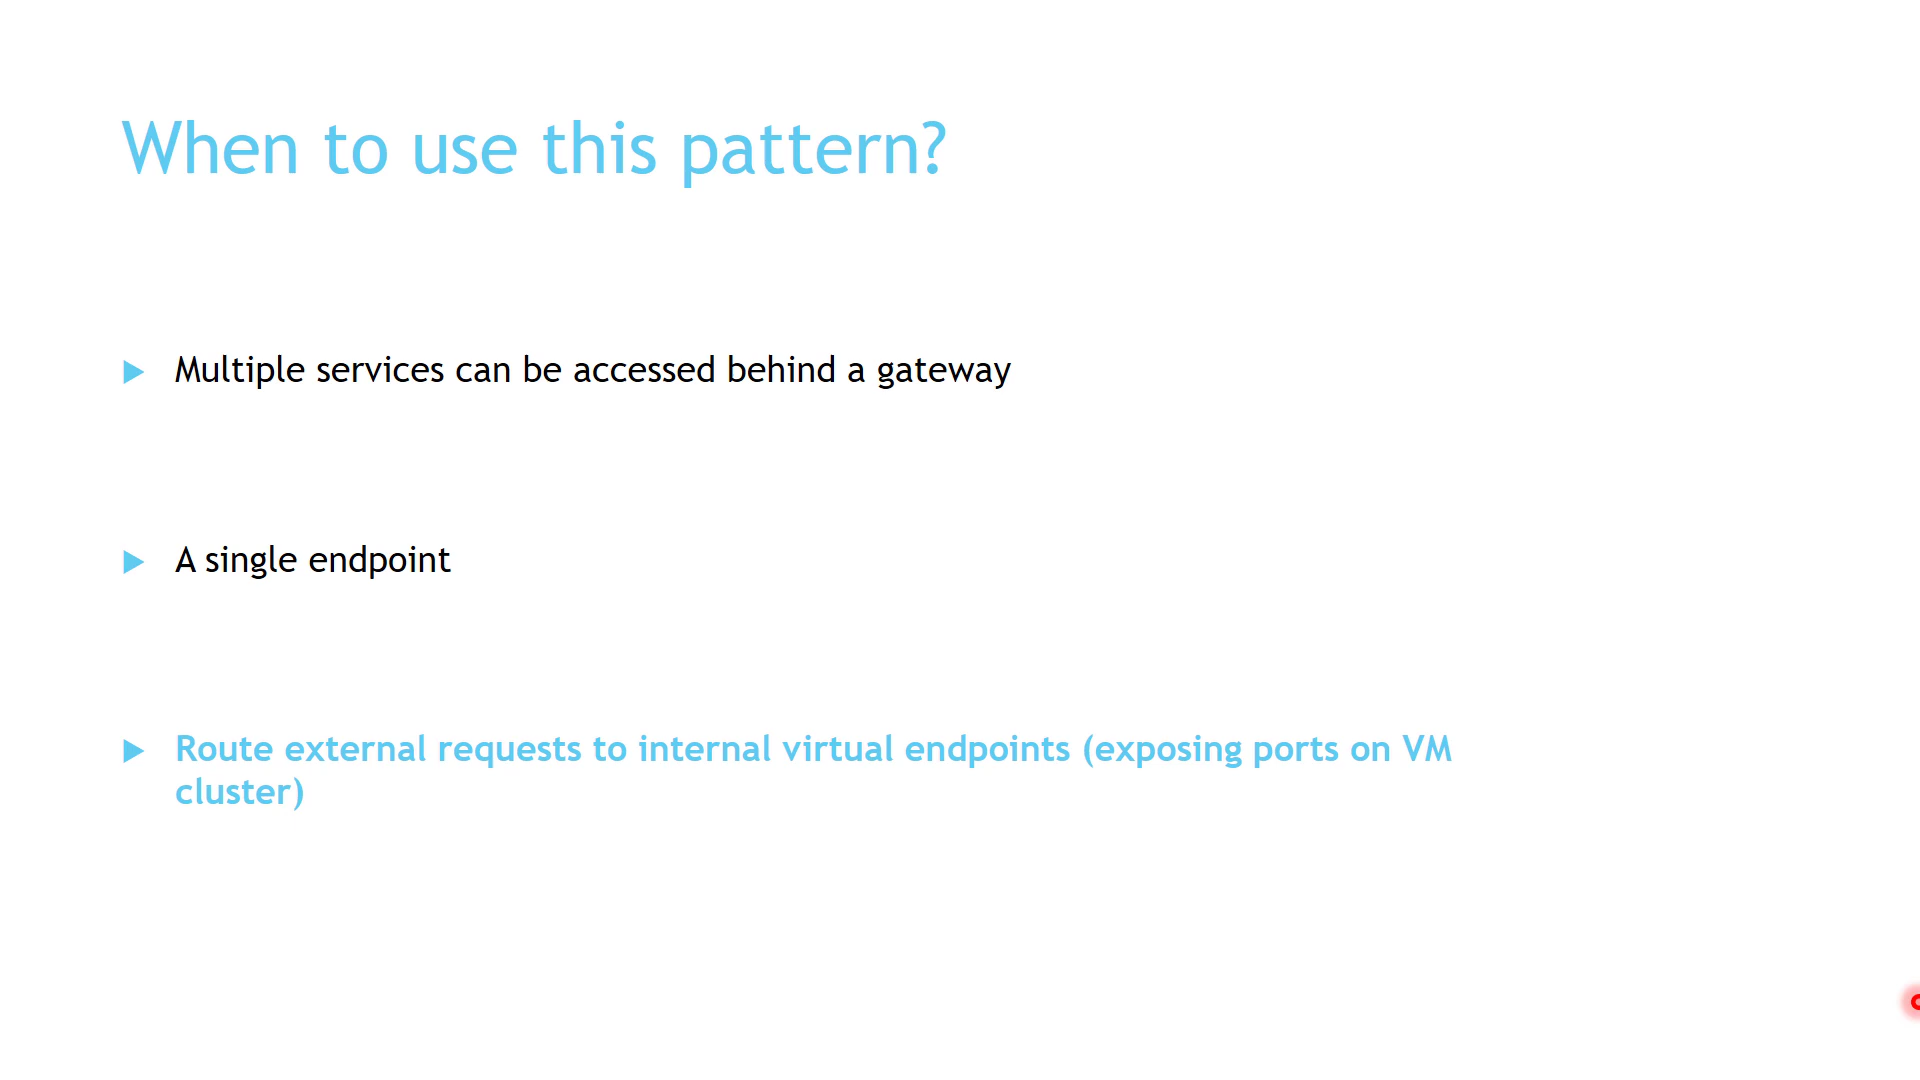 When to use this pattern?
Multiple services can be accessed behind a gateway
A single endpoint
Route external requests to internal virtual endpoints (exposing ports on VM
cluster)